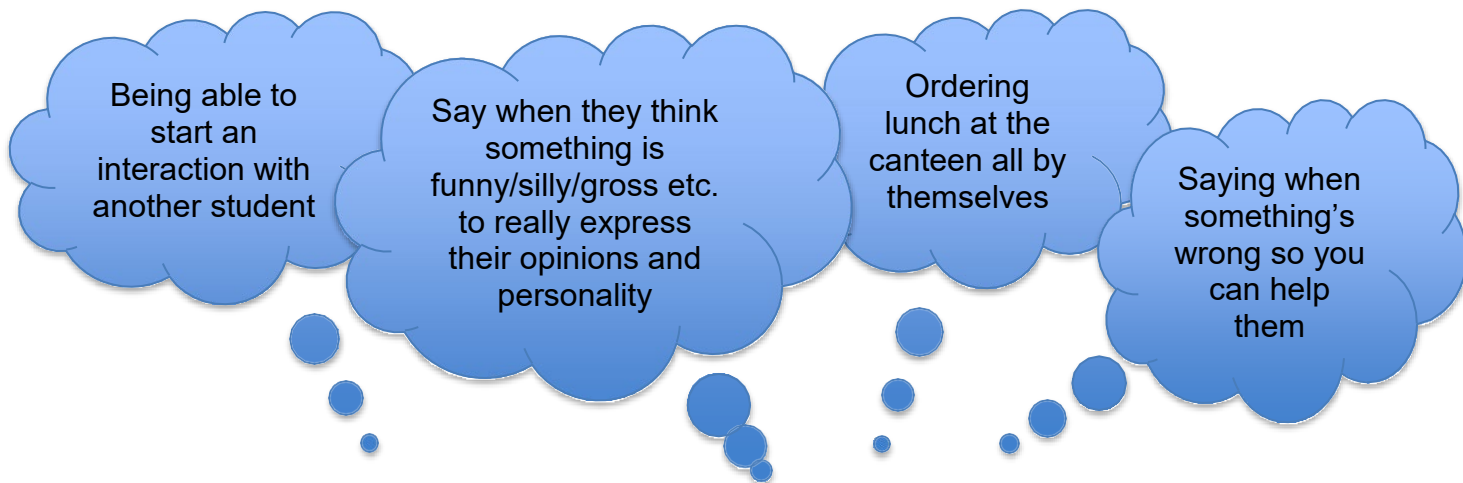 Being able to
start an
interaction with
another student
Say when they think
something is
funny/silly/gross etc.
to really express
their opinions and
personality
Ordering
lunch at the
canteen all by
themselves
Saying when
something’s
wrong so you
can help
them